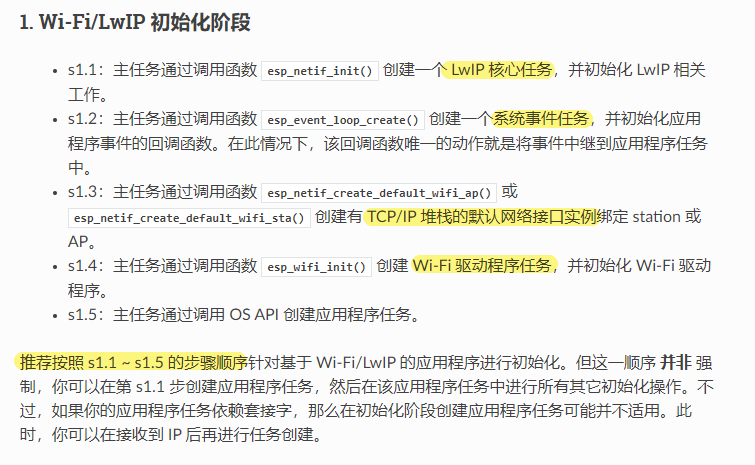 1. Wi-Fi/LwIP 初始化阶段
• s1.1：主任务通过调用函数 esp_netif_init() 创建一个 LwIP 核心任务，并初始化 LwIP 相关
工作。
• s1.2：主任务通过调用函数 esp_event_loop_create() 创建一个系统事件任务，并初始化应用
程序事件的回调函数。在此情况下，该回调函数唯一的动作就是将事件中继到应用程序任务
中。
• s1.3：主任务通过调用函数 esp_netif_create_default_wifi_ap() 或
esp_netif_create_default_wifi_sta() 创建有 TCP/IP 堆栈的默认网络接口实例绑定 station 或
AP。
• s1.4：主任务通过调用函数 esp_wifi_init() 创建 Wi-Fi 驱动程序任务，并初始化 Wi-Fi 驱动
程序。
• s1.5：主任务通过调用 OS API 创建应用程序任务。
推荐按照 s1.1 ~ s1.5 的步骤顺序针对基于 Wi-Fi/LwIP 的应用程序进行初始化。但这一顺序 并非 强
制，你可以在第 s1.1 步创建应用程序任务，然后在该应用程序任务中进行所有其它初始化操作。不
过，如果你的应用程序任务依赖套接字，那么在初始化阶段创建应用程序任务可能并不适用。此
时，你可以在接收到 IP 后再进行任务创建。